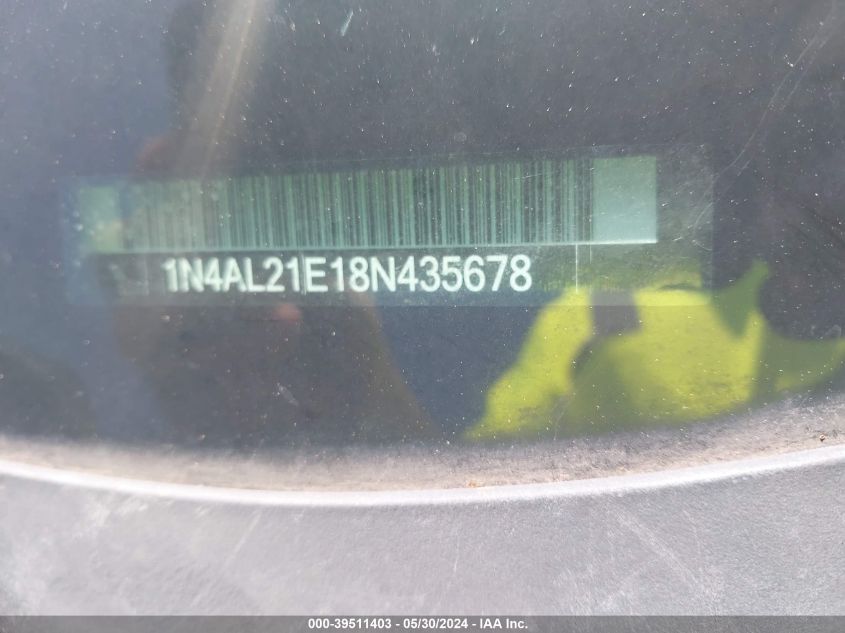 1N4AL21E18N435678
000-39511403 - 05/30/2024 - IAA Inc.